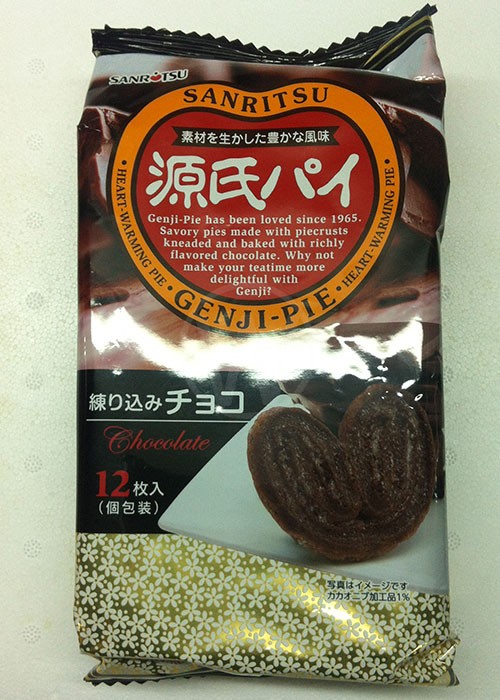 SANRITSU
SANRITSU
素材を生かした豊かな風味
源氏パイ
Genji-Pie has been loved since 1965.
Savory pies made with piecrusts
kneaded and baked with richly
flavored chocolate. Why not
make your teatime more
delightful with
Genji?
・HEART-WARMING PIE・
・HEART-WARMING PIE・
GENJI-PIE
練り込みチョコ
Chocolate
12枚入
(個包装)
写真はイメージです
カカオニブ加工品1%